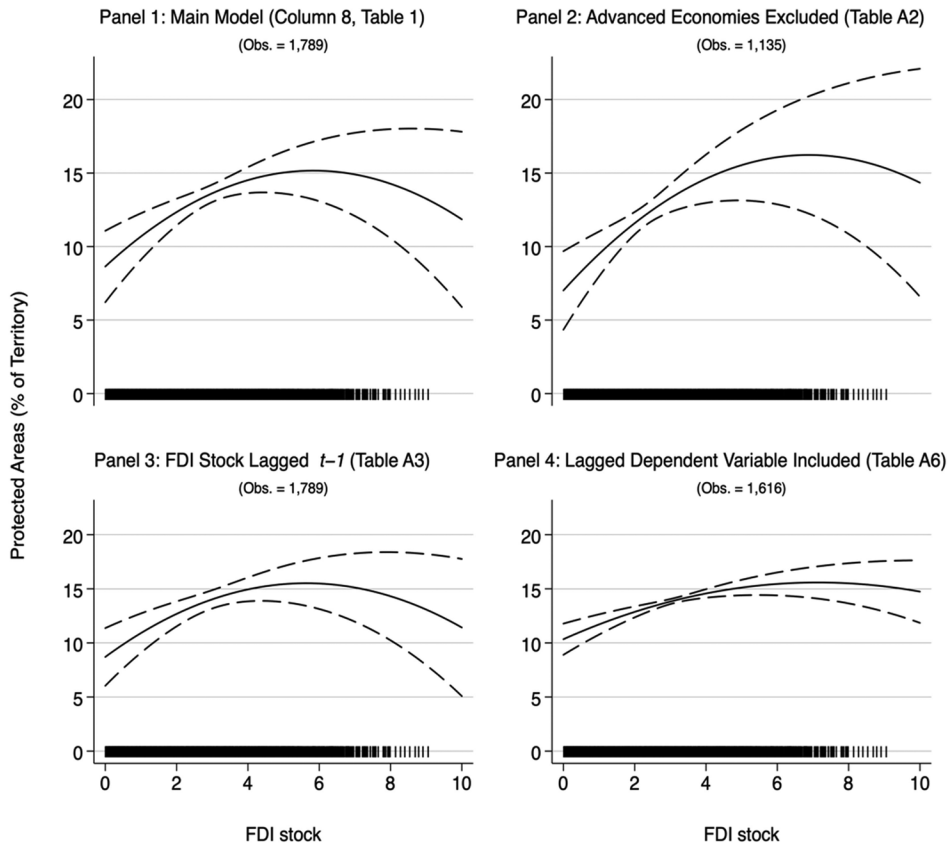 Panel 1: Main Model (Column 8, Table 1)
(Obs. = 1,789)
20
15
10
5
0
Panel 2: Advanced Economies Excluded (Table A2)
(Obs. = 1,135)
20
15
10
5
0
Protected Areas (% of Territory)
Panel 3: FDI Stock Lagged t–1 (Table A3)
(Obs. = 1,789)
20
15
10
5
0
0 2 4 6 8 10
FDI stock
Panel 4: Lagged Dependent Variable Included (Table A6)
(Obs. = 1,616)
20
15
10
5
0
0 2 4 6 8 10
FDI stock